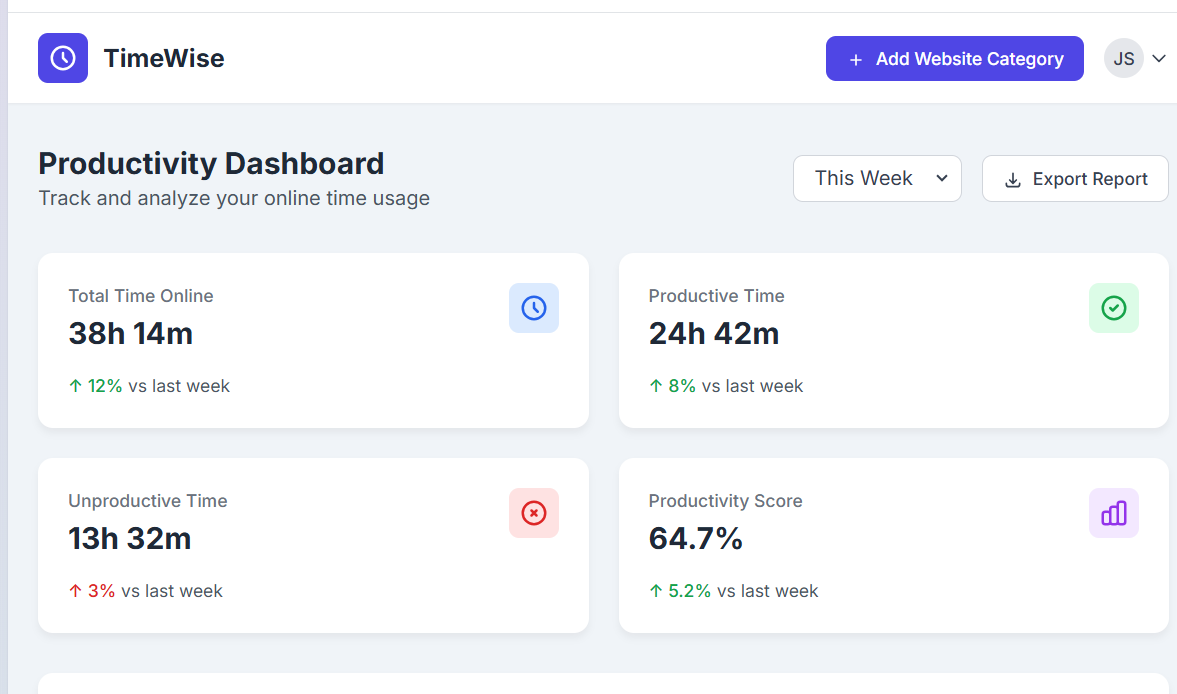 TimeWise
+ Add Website Category
JS
Productivity Dashboard
Track and analyze your online time usage
This Week
Export Report
Total Time Online
38h 14m
↑ 12% vs last week
Productive Time
24h 42m
↑ 8% vs last week
Unproductive Time
13h 32m
↑ 3% vs last week
Productivity Score
64.7%
↑ 5.2% vs last week